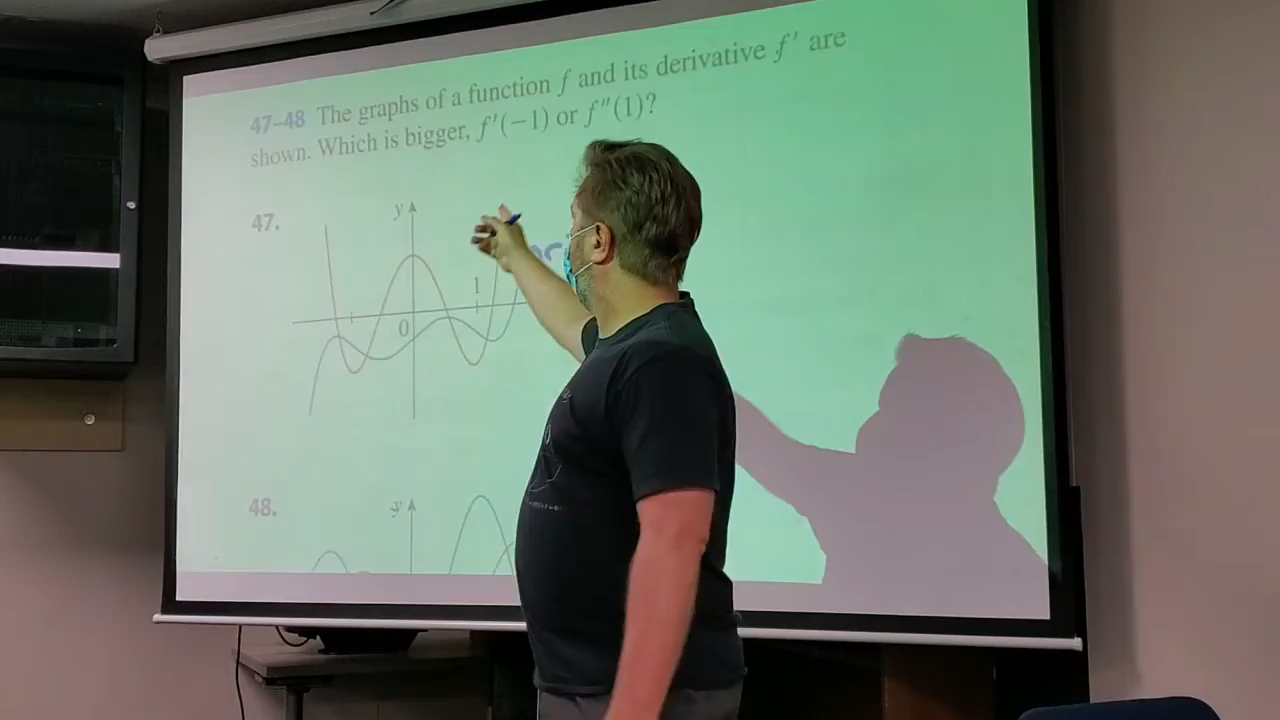 47–48 The graphs of a function f and its derivative f′ are
shown. Which is bigger, f′(−1) or f″(1)?
47.
y
1
0
48.
y